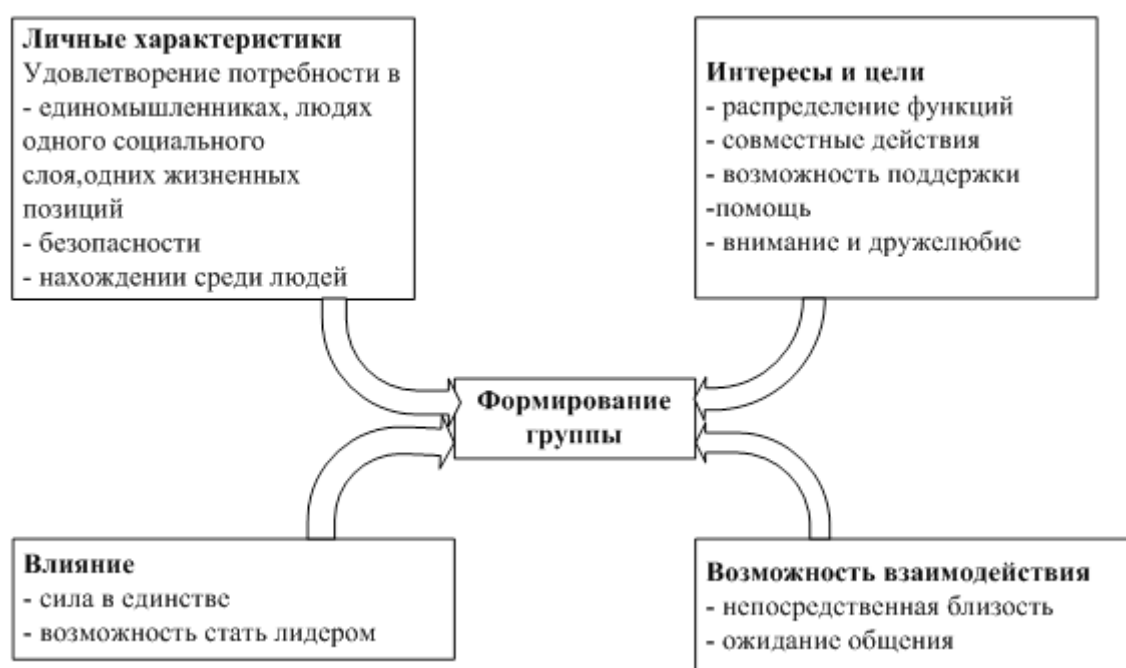 Личные характеристики
Удовлетворение потребности в
- единомышленниках, людях
одного социального
слоя,одних жизненных
позиций
- безопасности
- нахождении среди людей
Интересы и цели
- распределение функций
- совместные действия
- возможность поддержки
-помощь
- внимание и дружелюбие
Формирование
группы
Влияние
- сила в единстве
- возможность стать лидером
Возможность взаимодействия
- непосредственная близость
- ожидание общения